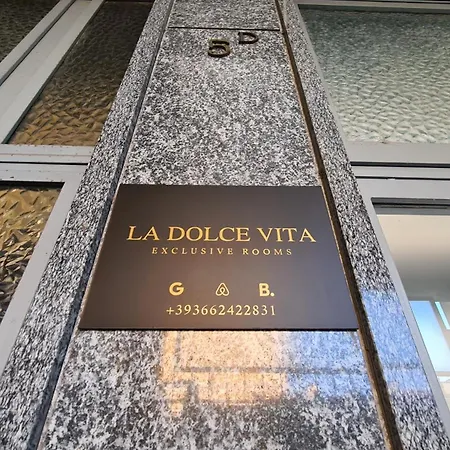 5D
LA DOLCE VITA
EXCLUSIVE ROOMS
G B.
+393662422831